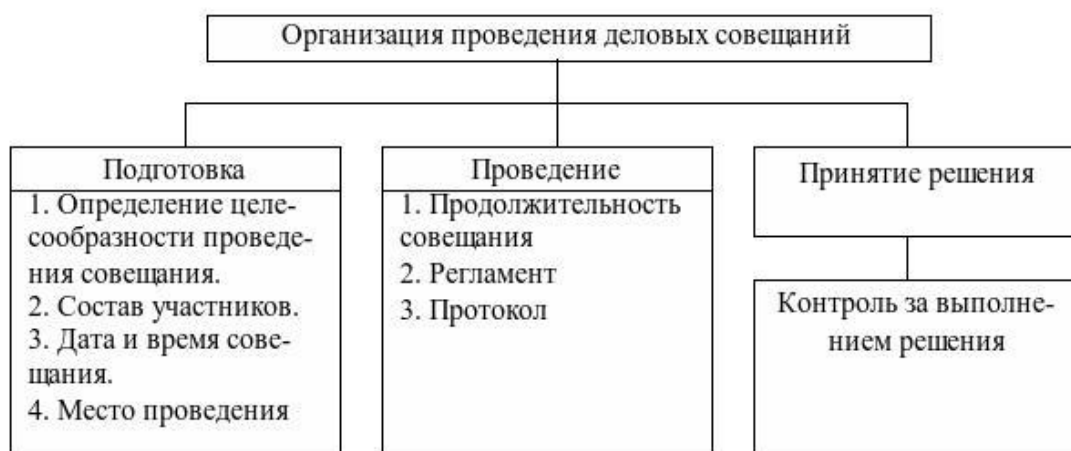 Организация проведения деловых совещаний
Подготовка
1. Определение целе-
сообразности проведе-
ния совещания.
2. Состав участников.
3. Дата и время сове-
щания.
4. Место проведения
Проведение
1. Продолжительность
совещания
2. Регламент
3. Протокол
Принятие решения
Контроль за выполне-
нием решения